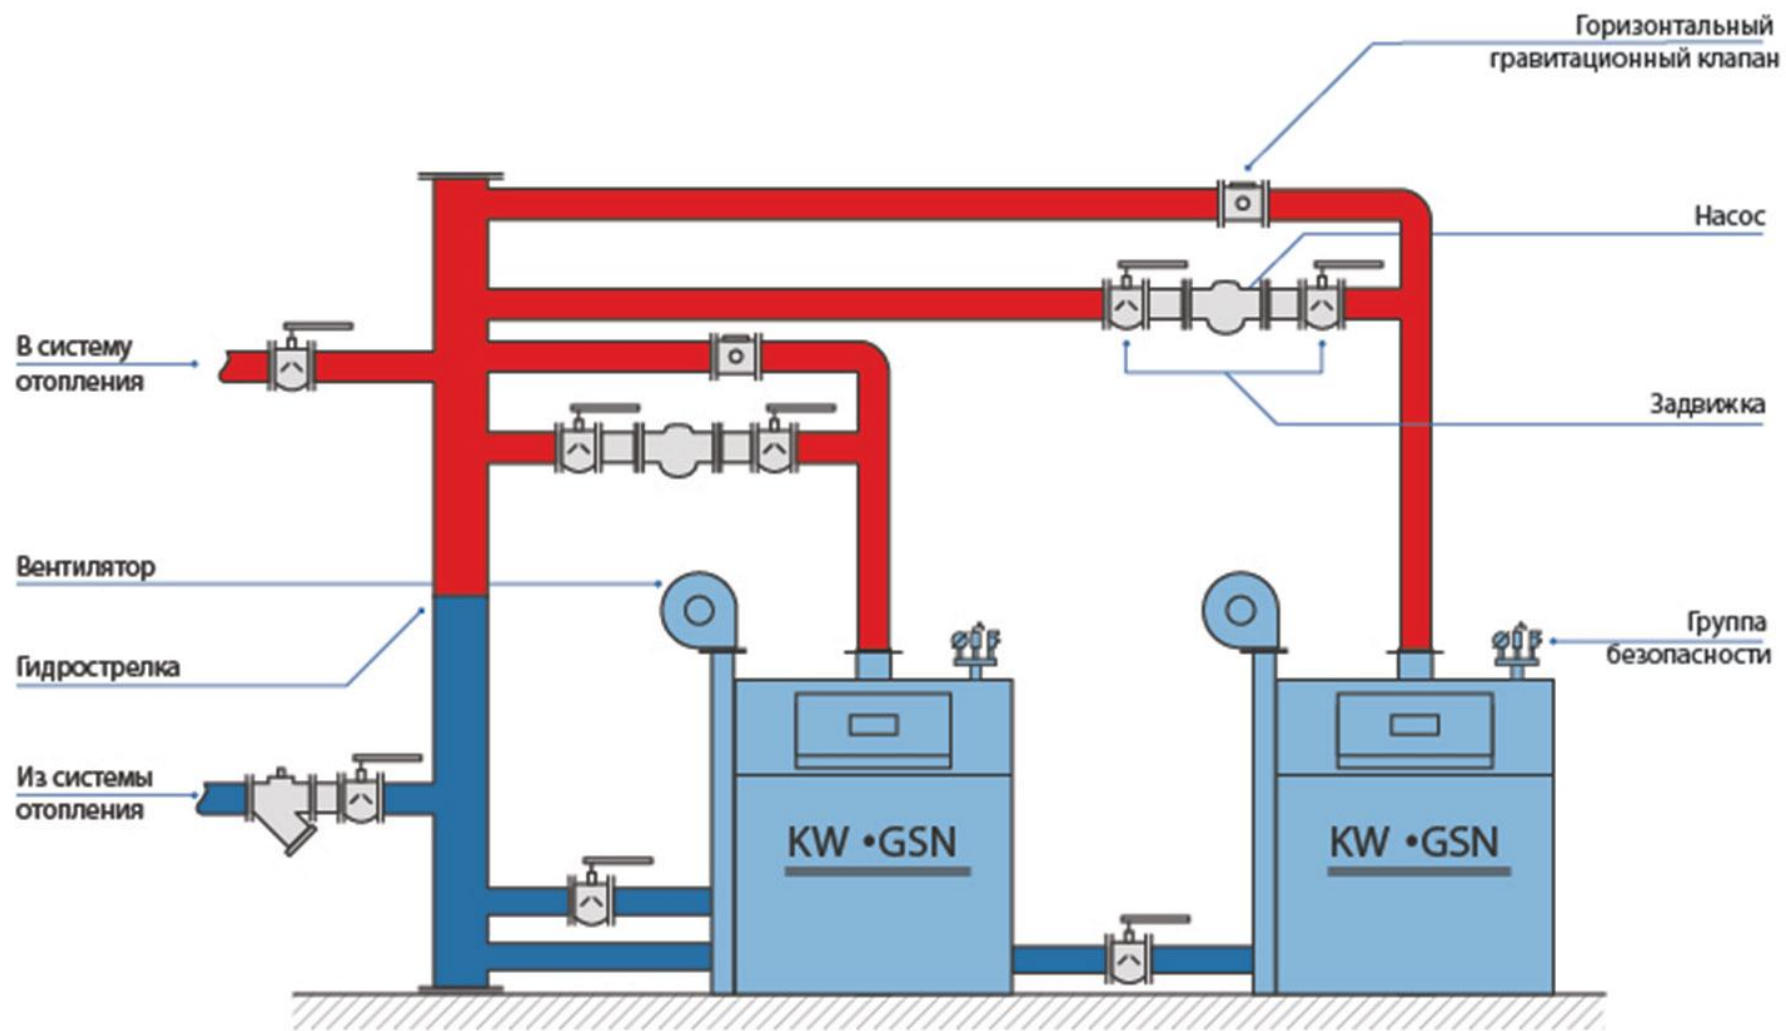 Горизонтальный
гравитационный клапан
Насос
В систему
отопления
Задвижка
Вентилятор
Группа
безопасности
Гидрострелка
Из системы
отопления
KW •GSN
KW •GSN